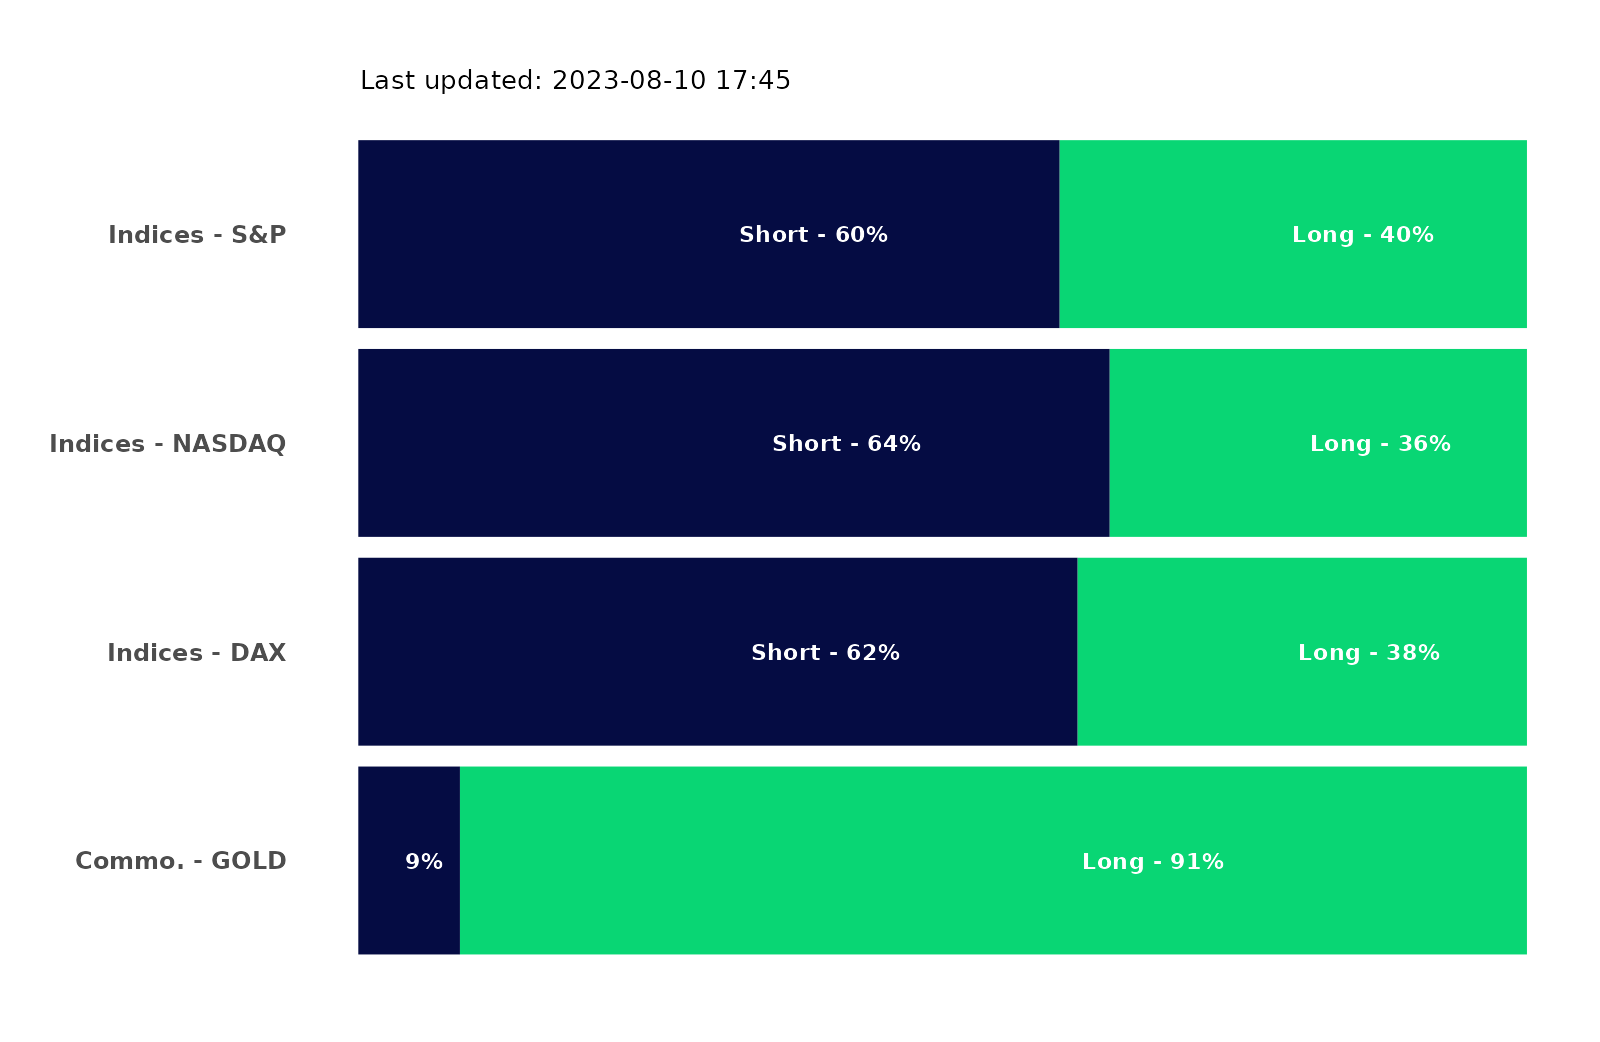 Last updated: 2023-08-10 17:45
Indices - S&P Short - 60% Long - 40%
Indices - NASDAQ Short - 64% Long - 36%
Indices - DAX Short - 62% Long - 38%
Commo. - GOLD 9% Long - 91%